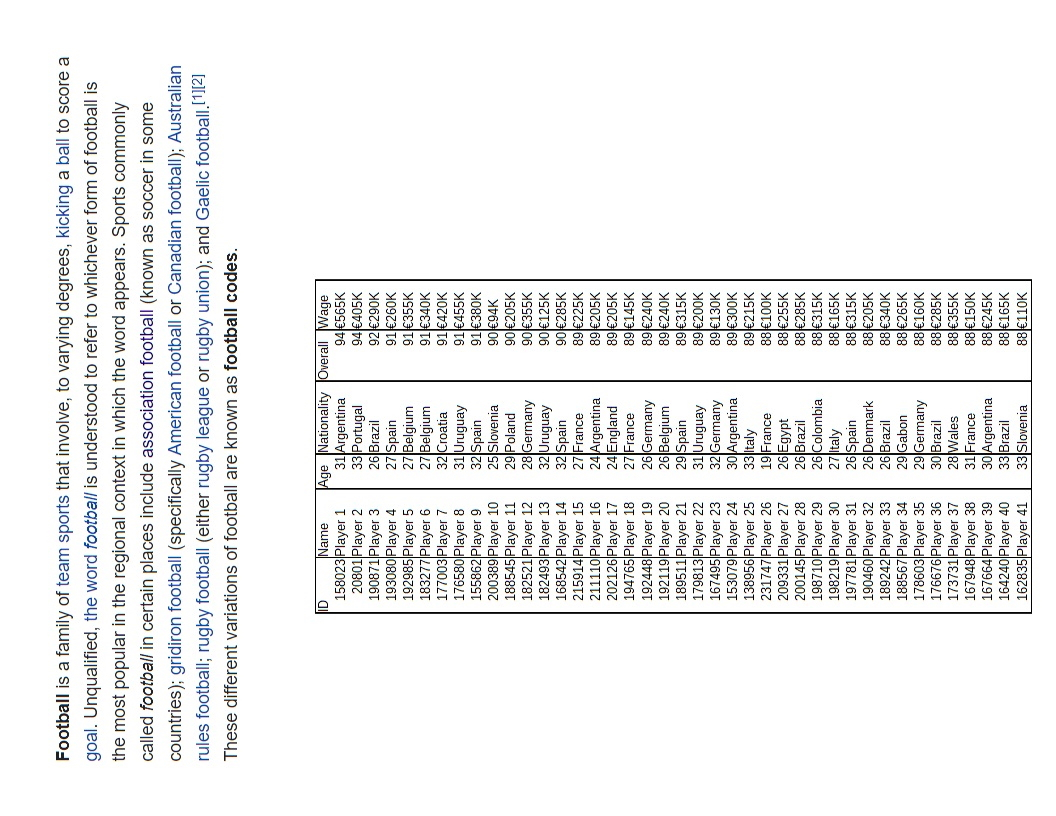 Football is a family of team sports that involve, to varying degrees, kicking a ball to score a
goal. Unqualified, the word football is understood to refer to whichever form of football is
the most popular in the regional context in which the word appears. Sports commonly
called football in certain places include association football (known as soccer in some
countries); gridiron football (specifically American football or Canadian football); Australian
rules football; rugby football (either rugby league or rugby union); and Gaelic football.[1][2]
These different variations of football are known as football codes.
ID Name Age Nationality Overall Wage
158023 Player 1 31 Argentina 94 €565K
20801 Player 2 33 Portugal 94 €405K
190871 Player 3 26 Brazil 92 €290K
193080 Player 4 27 Spain 91 €260K
192985 Player 5 27 Belgium 91 €355K
183277 Player 6 27 Belgium 91 €340K
177003 Player 7 32 Croatia 91 €420K
176580 Player 8 31 Uruguay 91 €455K
155862 Player 9 32 Spain 91 €380K
200389 Player 10 25 Slovenia 90 €94K
188545 Player 11 29 Poland 90 €205K
182521 Player 12 28 Germany 90 €355K
182493 Player 13 32 Uruguay 90 €125K
168542 Player 14 32 Spain 90 €285K
215914 Player 15 27 France 89 €225K
211110 Player 16 24 Argentina 89 €205K
202126 Player 17 24 England 89 €205K
194765 Player 18 27 France 89 €145K
192448 Player 19 26 Germany 89 €240K
192119 Player 20 26 Belgium 89 €240K
189511 Player 21 29 Spain 89 €315K
179813 Player 22 31 Uruguay 89 €200K
167495 Player 23 32 Germany 89 €130K
153079 Player 24 30 Argentina 89 €300K
138956 Player 25 33 Italy 89 €215K
231747 Player 26 19 France 88 €100K
209331 Player 27 26 Egypt 88 €255K
200145 Player 28 26 Brazil 88 €285K
198710 Player 29 26 Colombia 88 €315K
198219 Player 30 27 Italy 88 €165K
197781 Player 31 26 Spain 88 €315K
190460 Player 32 26 Denmark 88 €205K
189242 Player 33 26 Brazil 88 €340K
188567 Player 34 29 Gabon 88 €265K
178603 Player 35 29 Germany 88 €160K
176676 Player 36 30 Brazil 88 €285K
173731 Player 37 28 Wales 88 €355K
167948 Player 38 31 France 88 €150K
167664 Player 39 30 Argentina 88 €245K
164240 Player 40 33 Brazil 88 €165K
162835 Player 41 33 Slovenia 88 €110K